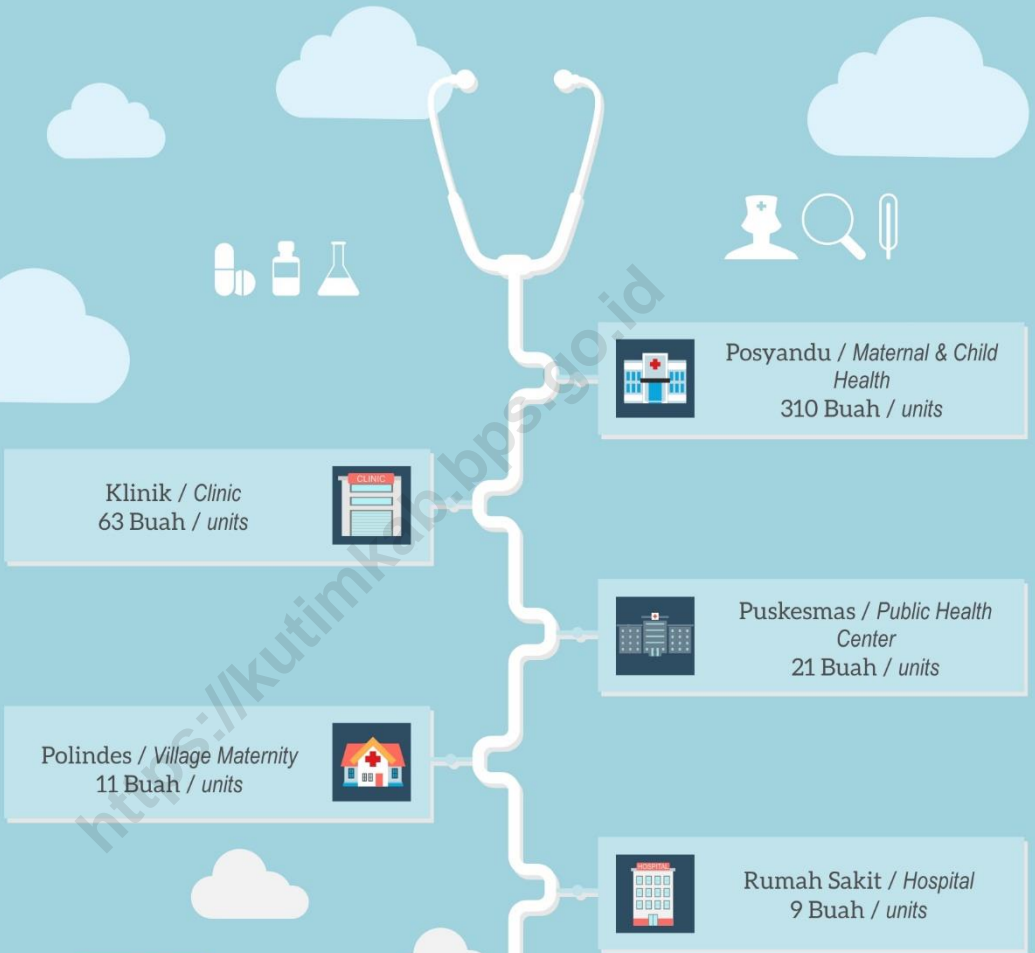 Posyandu / Maternal & Child
Health
310 Buah / units
CLINIC
Klinik / Clinic
63 Buah / units
Puskesmas / Public Health
Center
21 Buah / units
Polindes / Village Maternity
11 Buah / units
HOSPITAL
Rumah Sakit / Hospital
9 Buah / units
https://kutimkab.bps.go.id